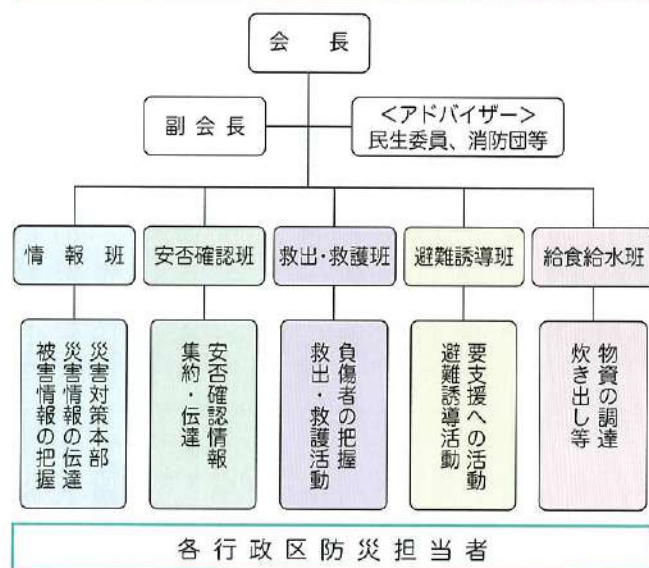 会長
副会長
＜アドバイザー＞
民生委員、消防団等
情報班
安否確認班
救出・救護班
避難誘導班
給食給水班
災害対策本部
災害情報の伝達
被害情報の把握
安否確認情報
集約・伝達
負傷者の把握
救出・救護活動
要支援への活動
避難誘導活動
物資の調達
炊き出し等
各行政区防災担当者